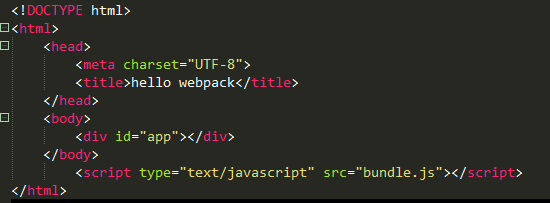 <!DOCTYPE html>
<html>
<head>
<meta charset="UTF-8">
<title>hello webpack</title>
</head>
<body>
<div id="app"></div>
</body>
<script type="text/javascript" src="bundle.js"></script>
</html>